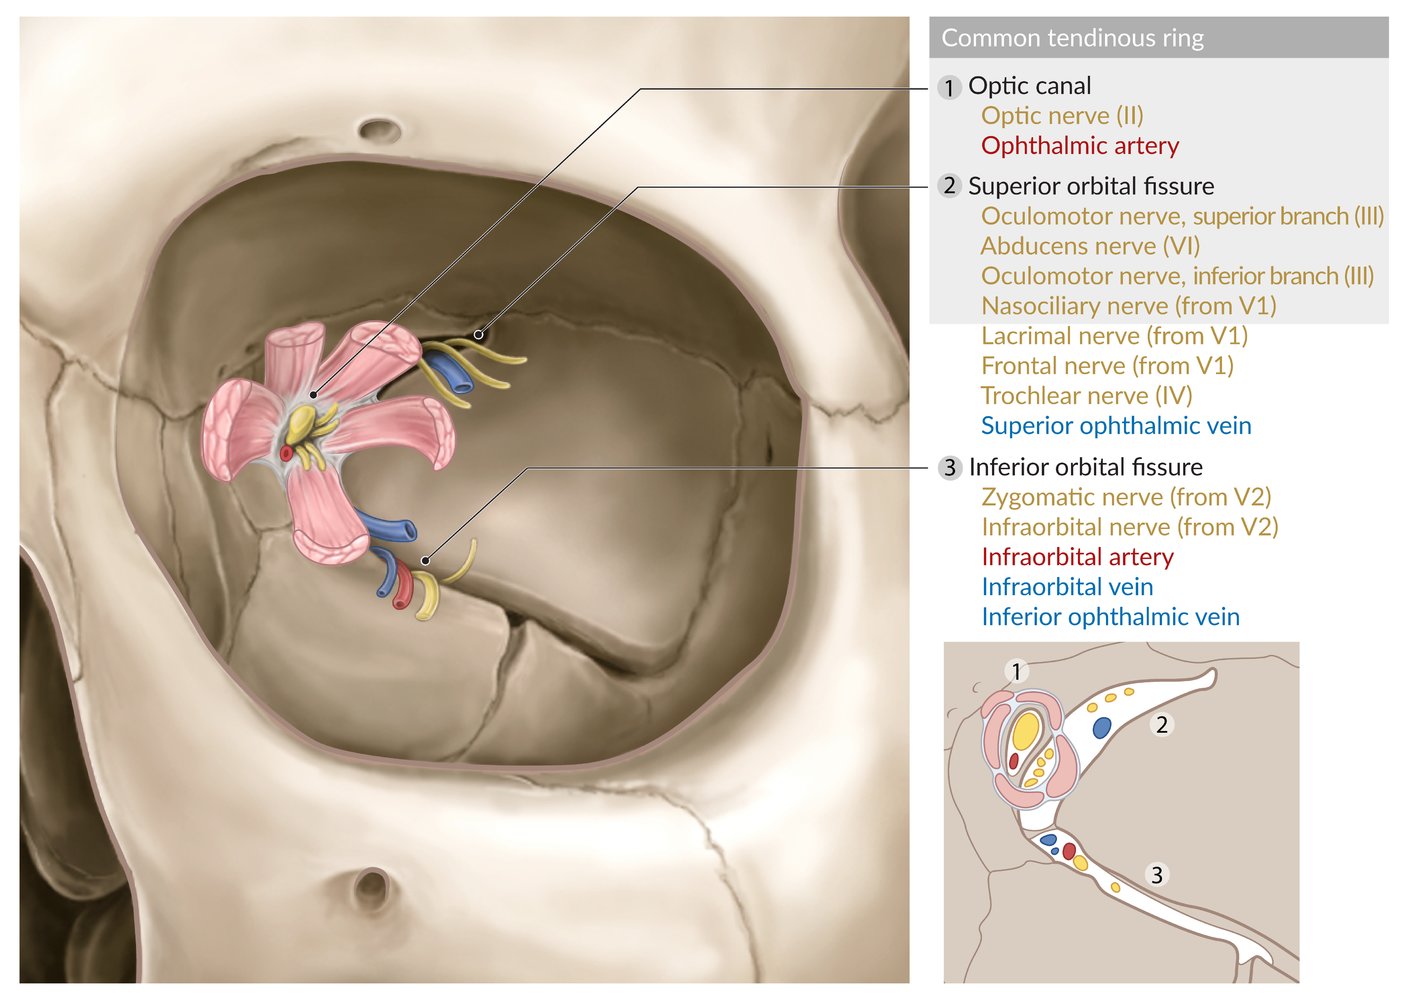 Common tendinous ring
1 Optic canal
Optic nerve (II)
Ophthalmic artery
2 Superior orbital fissure
Oculomotor nerve, superior branch (III)
Abducens nerve (VI)
Oculomotor nerve, inferior branch (III)
Nasociliary nerve (from V1)
Lacrimal nerve (from V1)
Frontal nerve (from V1)
Trochlear nerve (IV)
Superior ophthalmic vein
3 Inferior orbital fissure
Zygomatic nerve (from V2)
Infraorbital nerve (from V2)
Infraorbital artery
Infraorbital vein
Inferior ophthalmic vein
1
2
3